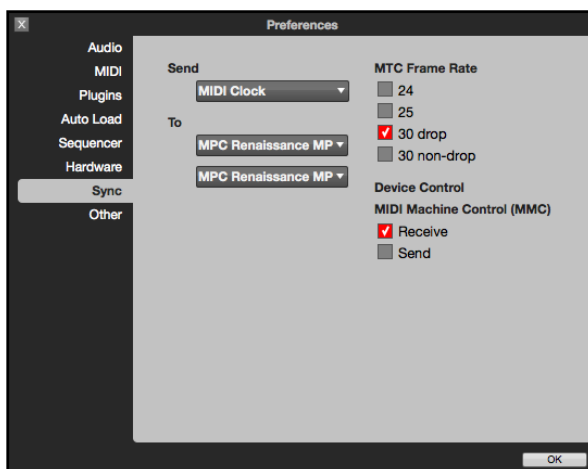 X
Preferences
Audio
MIDI
Plugins
Auto Load
Sequencer
Hardware
Sync
Other
Send
MIDI Clock
To
MPC Renaissance MP
MPC Renaissance MP
MTC Frame Rate
24
25
30 drop
30 non-drop
Device Control
MIDI Machine Control (MMC)
Receive
Send
OK